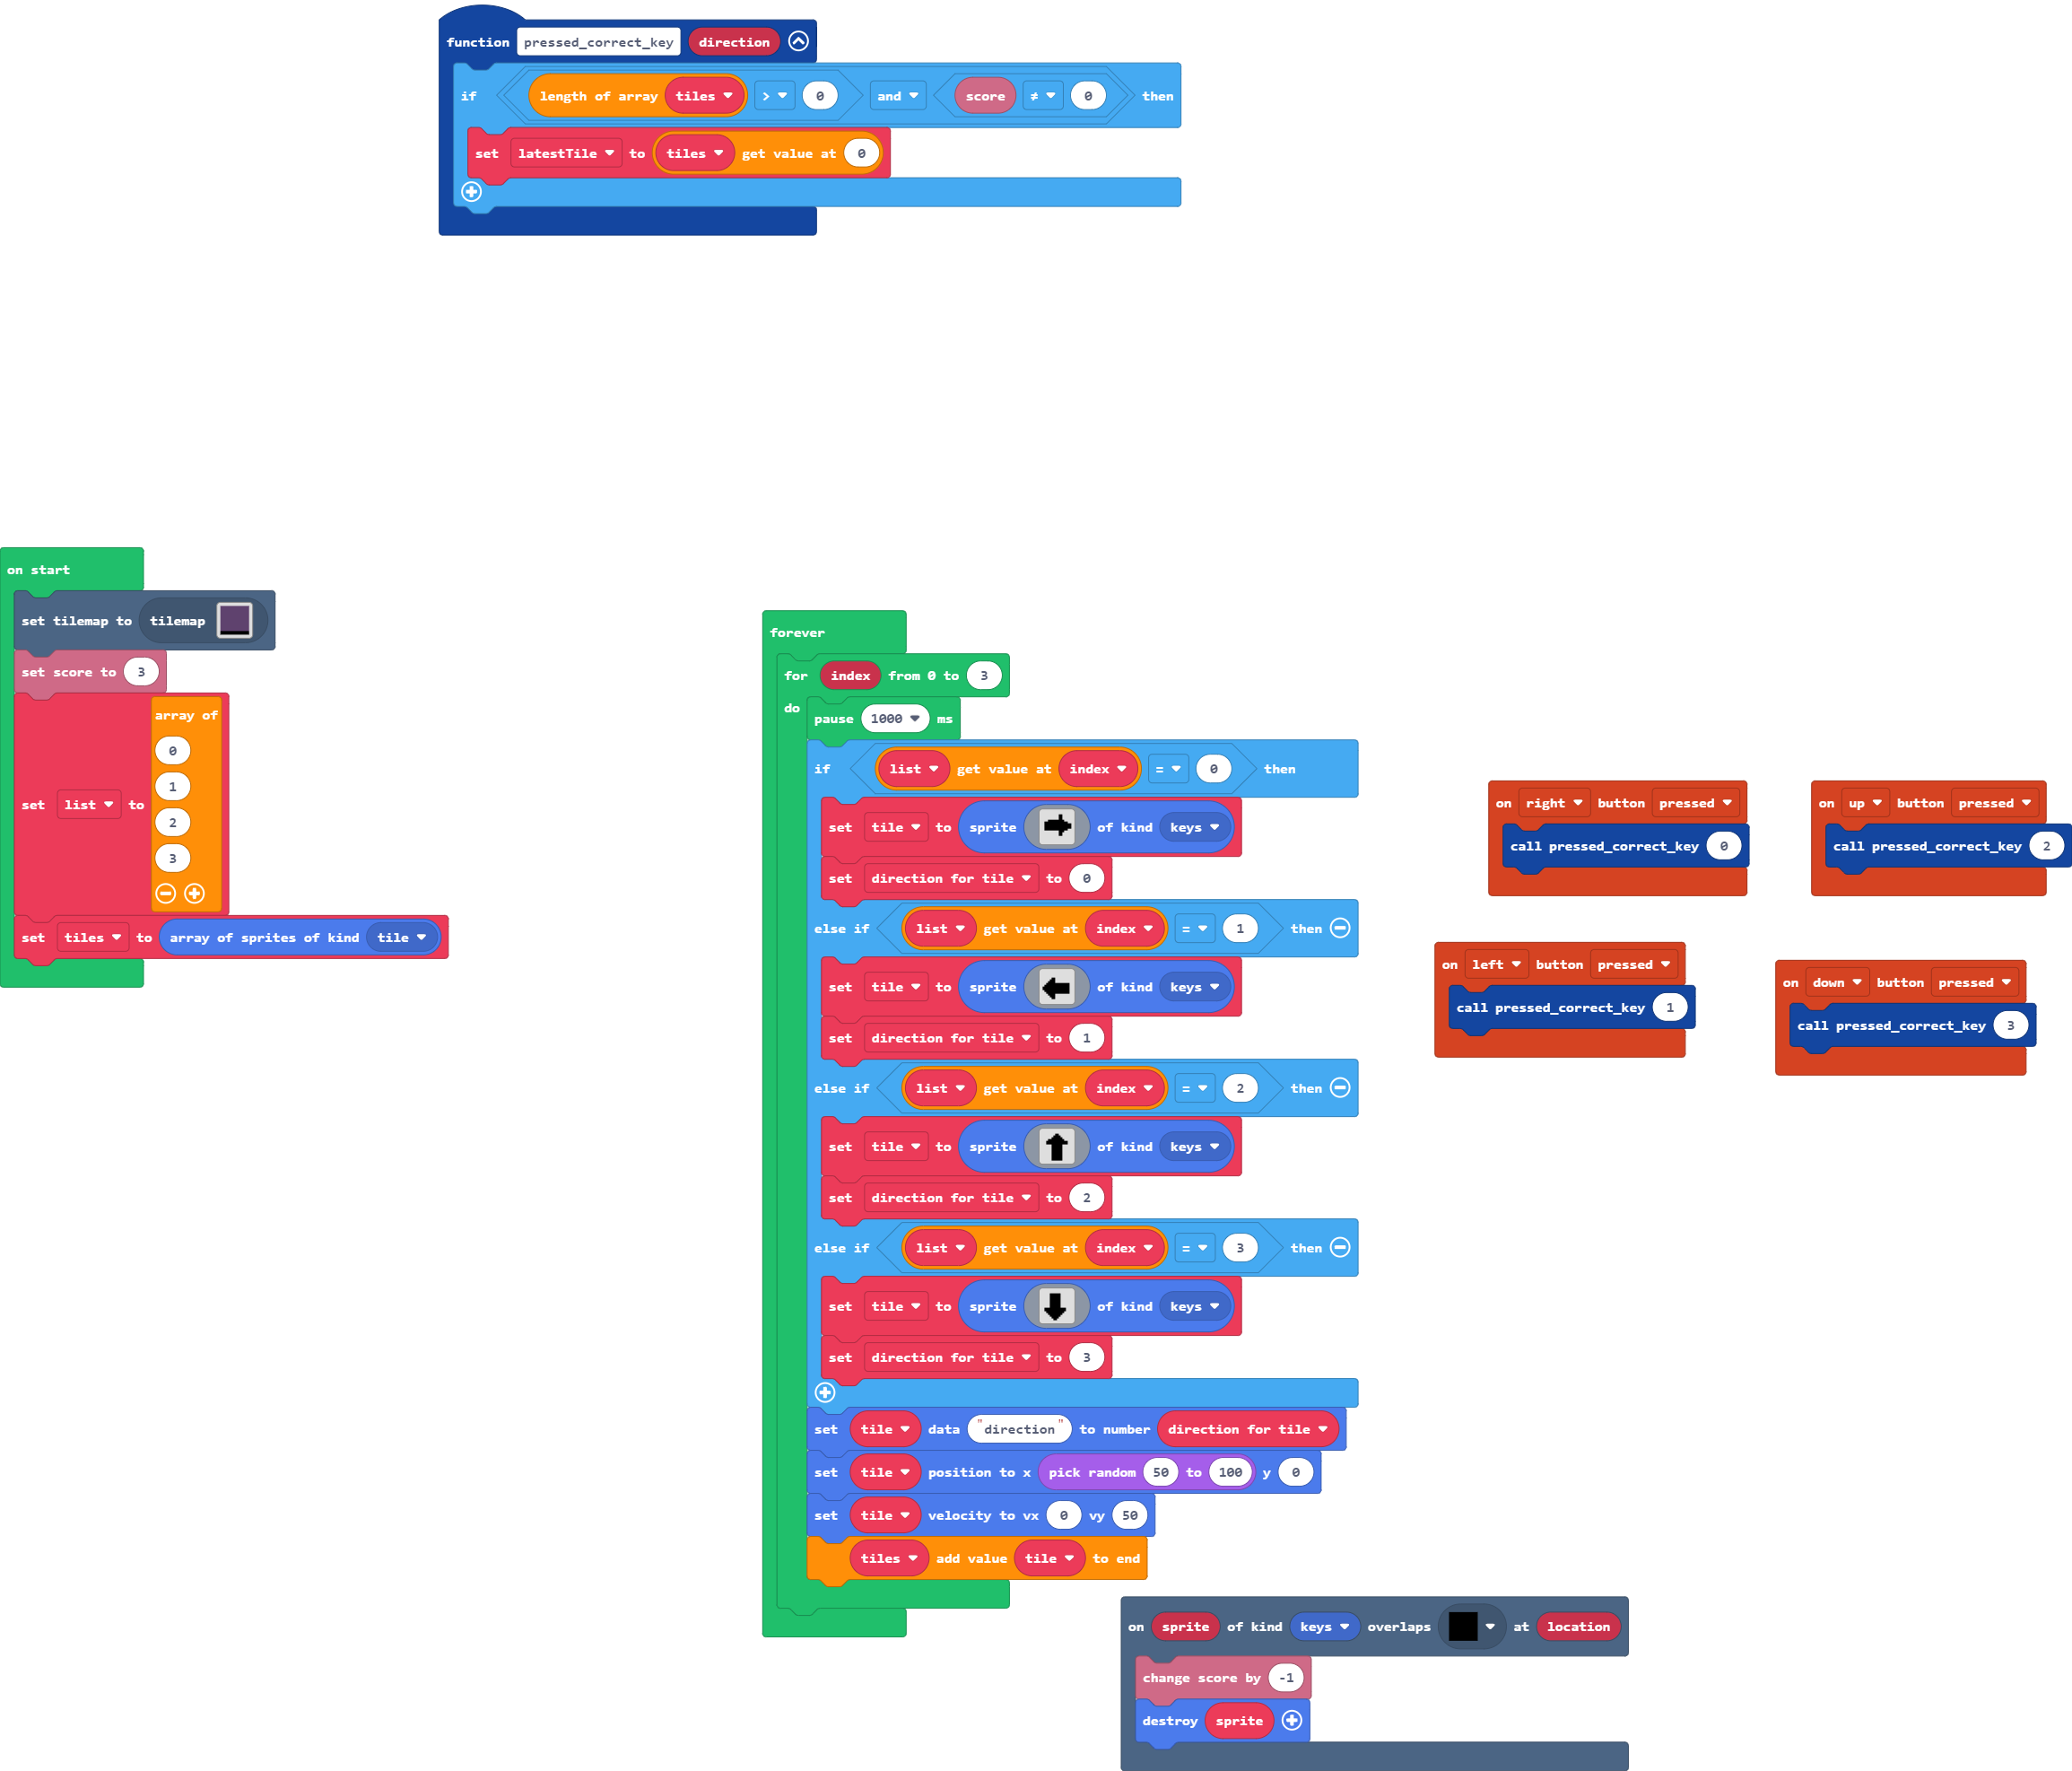 function pressed_correct_key direction
if length of array tiles > 0 and score ≠ 0 then
set latestTile to tiles get value at 0
on start
set tilemap to tilemap
set score to 3
set list to array of
0
1
2
3
set tiles to array of sprites of kind tile
forever
for index from 0 to 3
do
pause 1000 ms
if list get value at index = 0 then
set tile to sprite of kind keys
set direction for tile to 0
else if list get value at index = 1 then
set tile to sprite of kind keys
set direction for tile to 1
else if list get value at index = 2 then
set tile to sprite of kind keys
set direction for tile to 2
else if list get value at index = 3 then
set tile to sprite of kind keys
set direction for tile to 3
set tile data "direction" to number direction for tile
set tile position to x pick random 50 to 100 y 0
set tile velocity to vx 0 vy 50
tiles add value tile to end
on right button pressed
call pressed_correct_key 0
on up button pressed
call pressed_correct_key 2
on left button pressed
call pressed_correct_key 1
on down button pressed
call pressed_correct_key 3
on sprite of kind keys overlaps at location
change score by -1
destroy sprite